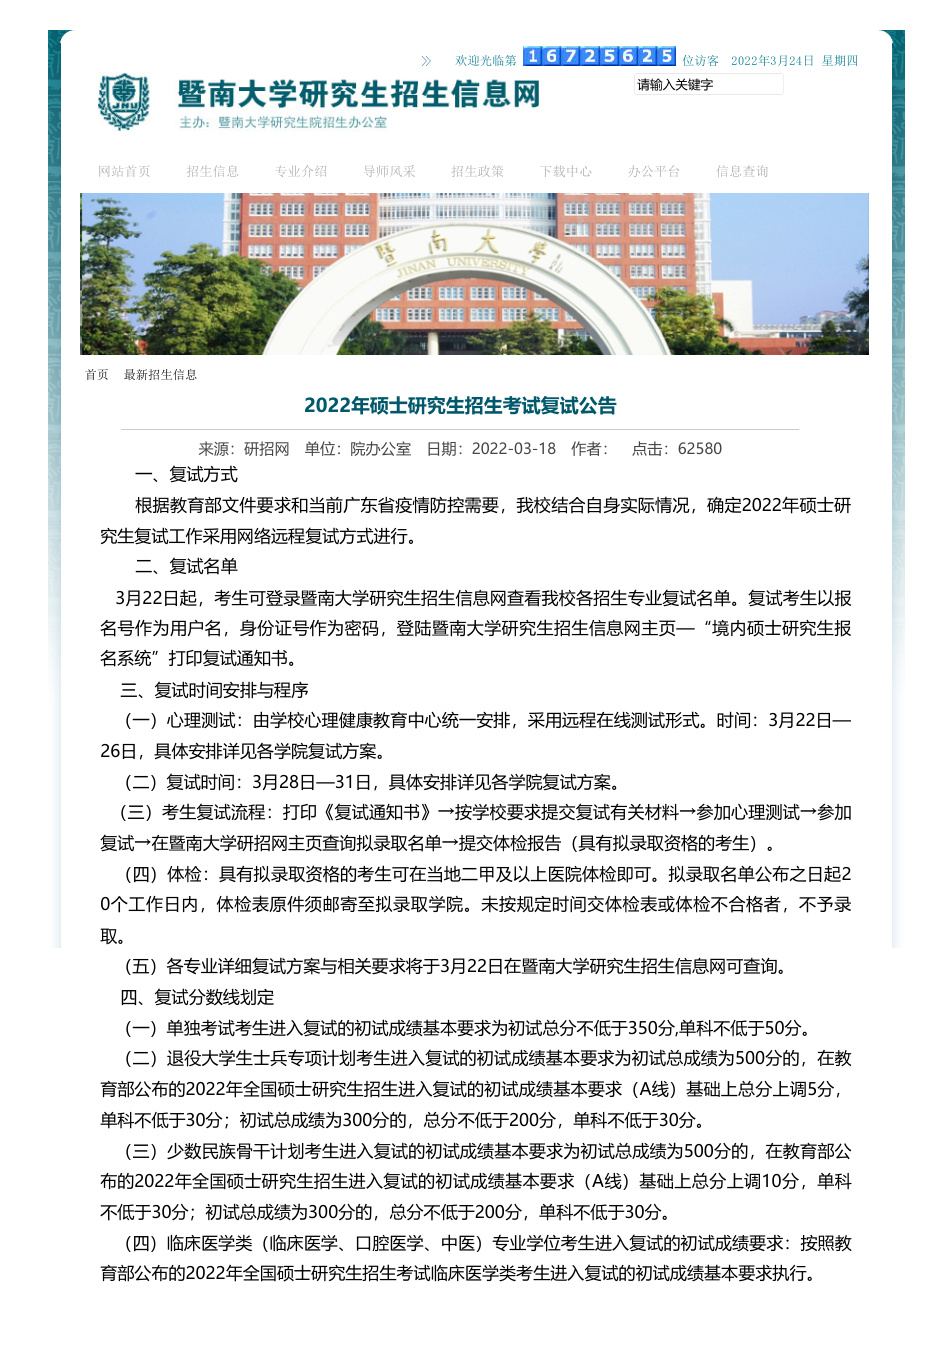 欢迎光临第 16725625 位访客 2022年3月24日 星期四
暨南大学研究生招生信息网
请输入关键字
主办：暨南大学研究生院招生办公室
JNU
网站首页 招生信息 专业介绍 导师风采 招生政策 下载中心 办公平台 信息查询
暨南大学
JINAN UNIVERSITY
首页 最新招生信息
2022年硕士研究生招生考试复试公告
来源：研招网 单位：院办公室 日期：2022-03-18 作者： 点击：62580
一、复试方式
根据教育部文件要求和当前广东省疫情防控需要，我校结合自身实际情况，确定2022年硕士研
究生复试工作采用网络远程复试方式进行。
二、复试名单
3月22日起，考生可登录暨南大学研究生招生信息网查看我校各招生专业复试名单。复试考生以报
名号作为用户名，身份证号作为密码，登陆暨南大学研究生招生信息网主页—“境内硕士研究生报
名系统”打印复试通知书。
三、复试时间安排与程序
（一）心理测试：由学校心理健康教育中心统一安排，采用远程在线测试形式。时间：3月22日—
26日，具体安排详见各学院复试方案。
（二）复试时间：3月28日—31日，具体安排详见各学院复试方案。
（三）考生复试流程：打印《复试通知书》→按学校要求提交复试有关材料→参加心理测试→参加
复试→在暨南大学研招网主页查询拟录取名单→提交体检报告（具有拟录取资格的考生）。
（四）体检：具有拟录取资格的考生可在当地二甲及以上医院体检即可。拟录取名单公布之日起2
0个工作日内，体检表原件须邮寄至拟录取学院。未按规定时间交体检表或体检不合格者，不予录
取。
（五）各专业详细复试方案与相关要求将于3月22日在暨南大学研究生招生信息网可查询。
四、复试分数线划定
（一）单独考试考生进入复试的初试成绩基本要求为初试总分不低于350分,单科不低于50分。
（二）退役大学生士兵专项计划考生进入复试的初试成绩基本要求为初试总成绩为500分的，在教
育部公布的2022年全国硕士研究生招生进入复试的初试成绩基本要求（A线）基础上总分上调5分，
单科不低于30分；初试总成绩为300分的，总分不低于200分，单科不低于30分。
（三）少数民族骨干计划考生进入复试的初试成绩基本要求为初试总成绩为500分的，在教育部公
布的2022年全国硕士研究生招生进入复试的初试成绩基本要求（A线）基础上总分上调10分，单科
不低于30分；初试总成绩为300分的，总分不低于200分，单科不低于30分。
（四）临床医学类（临床医学、口腔医学、中医）专业学位考生进入复试的初试成绩要求：按照教
育部公布的2022年全国硕士研究生招生考试临床医学类考生进入复试的初试成绩基本要求执行。